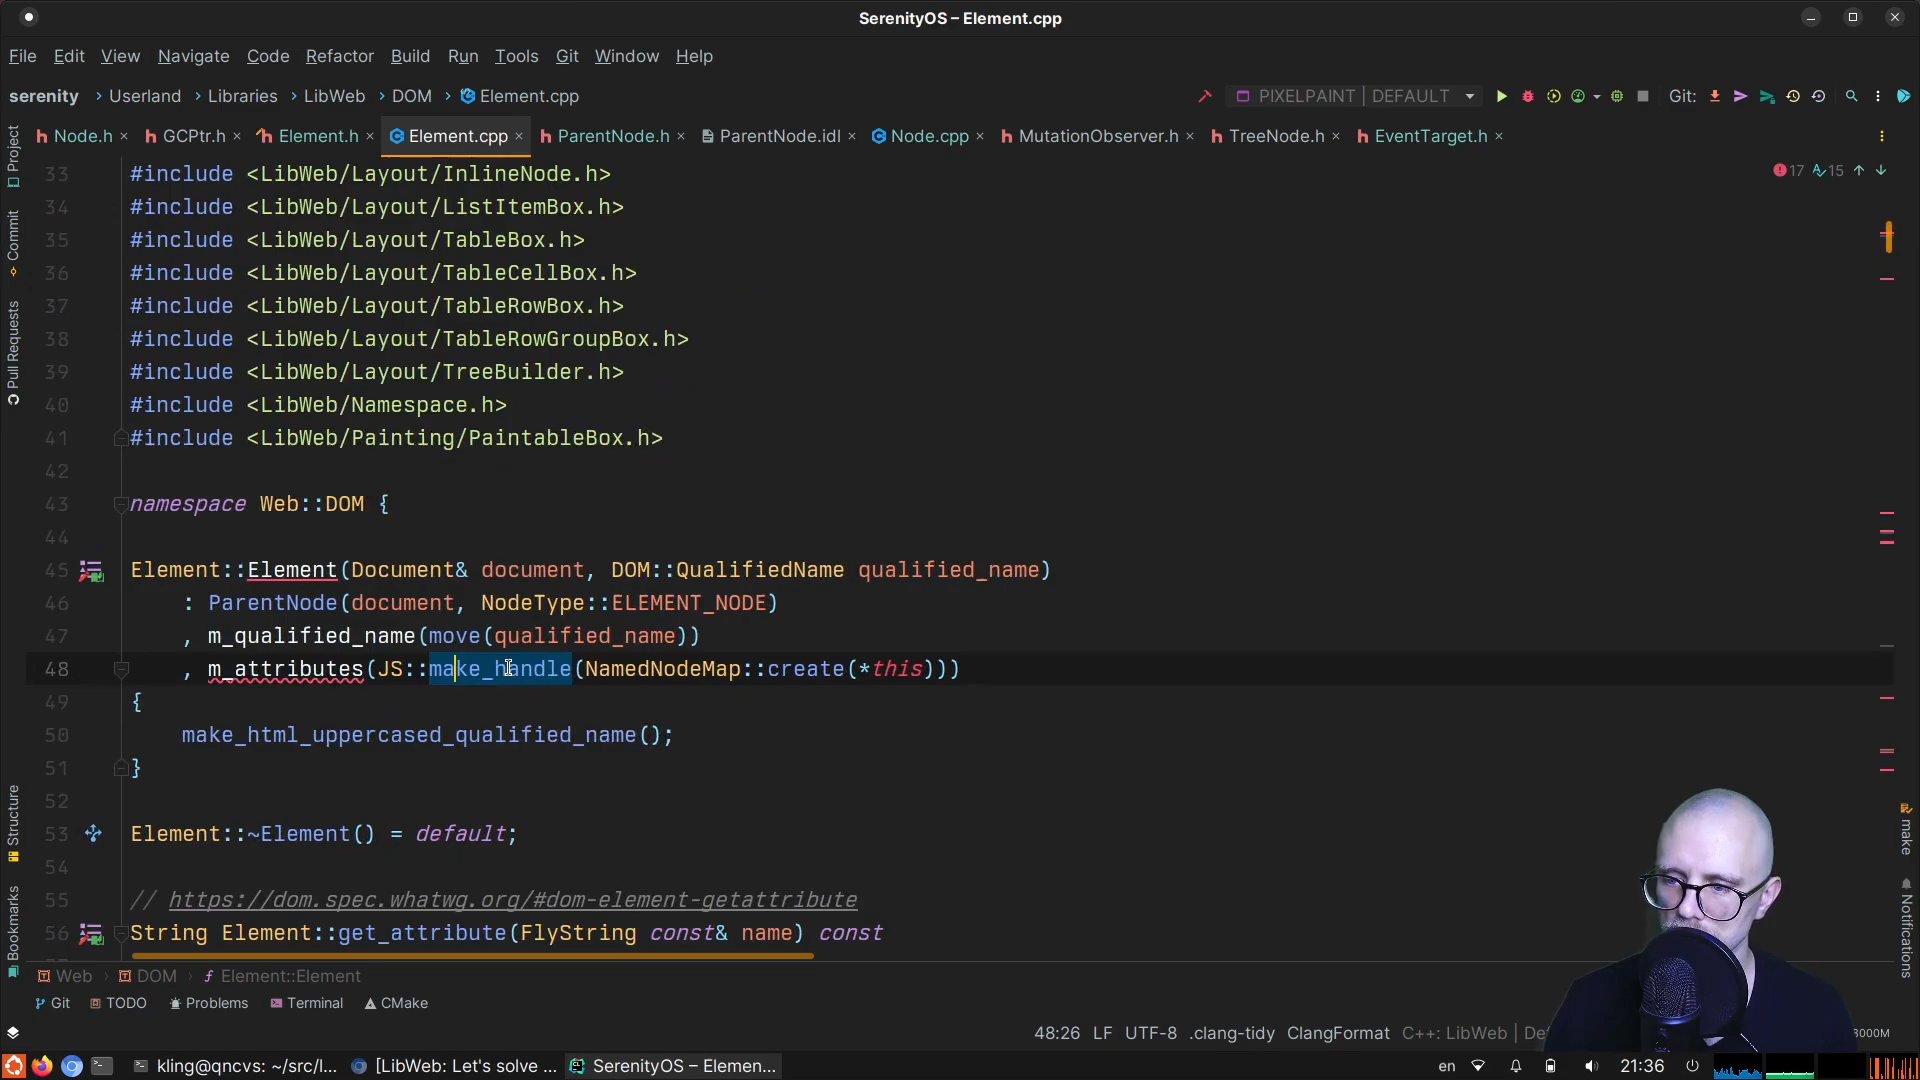 SerenityOS – Element.cpp
File Edit View Navigate Code Refactor Build Run Tools Git Window Help
serenity › Userland › Libraries › LibWeb › DOM › Element.cpp
PIXELPAINT | DEFAULT
Git:
Node.h × GCPtr.h × Element.h × Element.cpp × ParentNode.h × ParentNode.idl × Node.cpp × MutationObserver.h × TreeNode.h × EventTarget.h ×
Project
Commit
Pull Requests
Structure
Bookmarks
17 15
33 #include <LibWeb/Layout/InlineNode.h>
34 #include <LibWeb/Layout/ListItemBox.h>
35 #include <LibWeb/Layout/TableBox.h>
36 #include <LibWeb/Layout/TableCellBox.h>
37 #include <LibWeb/Layout/TableRowBox.h>
38 #include <LibWeb/Layout/TableRowGroupBox.h>
39 #include <LibWeb/Layout/TreeBuilder.h>
40 #include <LibWeb/Namespace.h>
41 #include <LibWeb/Painting/PaintableBox.h>
42
43 namespace Web::DOM {
44
45 Element::Element(Document& document, DOM::QualifiedName qualified_name)
46 : ParentNode(document, NodeType::ELEMENT_NODE)
47 , m_qualified_name(move(qualified_name))
48 , m_attributes(JS::make_handle(NamedNodeMap::create(*this)))
49 {
50 make_html_uppercased_qualified_name();
51 }
52
53 Element::~Element() = default;
54
55 // https://dom.spec.whatwg.org/#dom-element-getattribute
56 String Element::get_attribute(FlyString const& name) const
make
Notifications
Web › DOM › Element::Element
Git TODO Problems Terminal CMake
48:26 LF UTF-8 .clang-tidy ClangFormat C++: LibWeb |
kling@qncvs: ~/src/l... [LibWeb: Let's solve ... SerenityOS – Elemen...
en 21:36